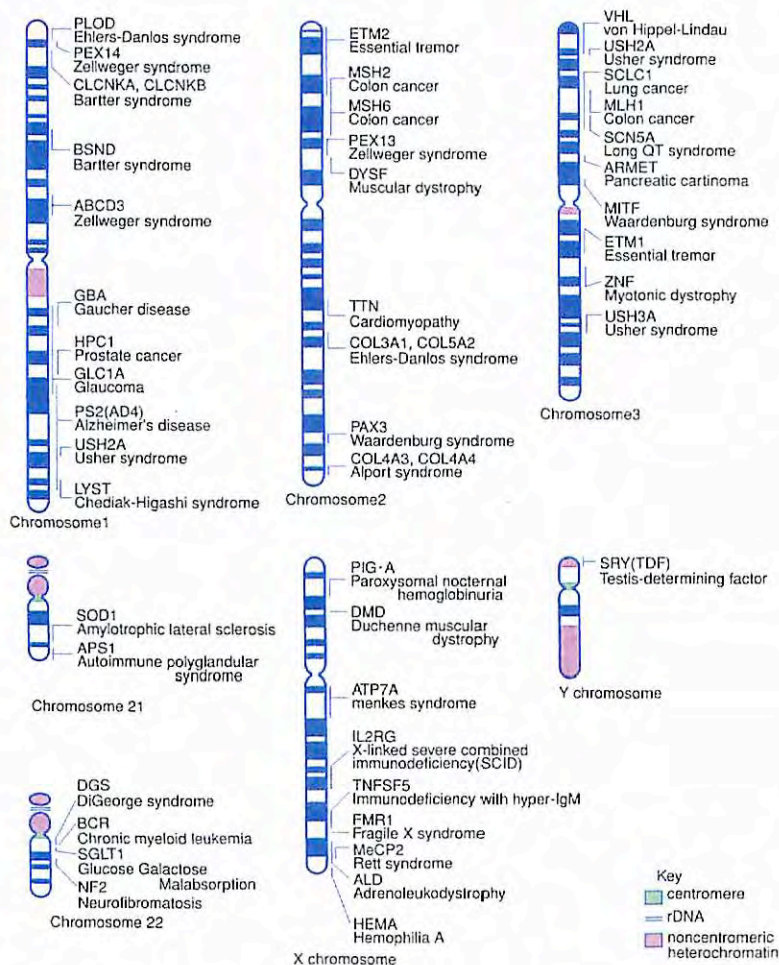 PLOD
Ehlers-Danlos syndrome
PEX14
Zellweger syndrome
CLCNKA, CLCNKB
Bartter syndrome
BSND
Bartter syndrome
ABCD3
Zellweger syndrome
GBA
Gaucher disease
HPC1
Prostate cancer
GLC1A
Glaucoma
PS2(AD4)
Alzheimer's disease
USH2A
Usher syndrome
LYST
Chediak-Higashi syndrome
Chromosome1
ETM2
Essential tremor
MSH2
Colon cancer
MSH6
Colon cancer
PEX13
Zellweger syndrome
DYSF
Muscular dystrophy
TTN
Cardiomyopathy
COL3A1, COL5A2
Ehlers-Danlos syndrome
PAX3
Waardenburg syndrome
COL4A3, COL4A4
Alport syndrome
Chromosome2
VHL
von Hippel-Lindau
USH2A
Usher syndrome
SCLC1
Lung cancer
MLH1
Colon cancer
SCN5A
Long QT syndrome
ARMET
Pancreatic cartinoma
MITF
Waardenburg syndrome
ETM1
Essential tremor
ZNF
Myotonic dystrophy
USH3A
Usher syndrome
Chromosome3
SOD1
Amylotrophic lateral sclerosis
APS1
Autoimmune polyglandular
syndrome
Chromosome 21
DGS
DiGeorge syndrome
BCR
Chronic myeloid leukemia
SGLT1
Glucose Galactose
Malabsorption
NF2
Neurolibromatosis
Chromosome 22
PIG-A
Paroxysomal nocternal
hemoglobinuria
DMD
Duchenne muscular
dystrophy
ATP7A
menkes syndrome
IL2RG
X-linked severe combined
immunodeficiency(SCID)
TNFSF5
Immunodeficiency with hyper-IgM
FMR1
Fragile X syndrome
MeCP2
Rett syndrome
ALD
Adrenoleukodystrophy
HEMA
Hemophilia A
X chromosome
SRY(TDF)
Testis-determining factor
Y chromosome
Key
centromere
rDNA
noncentromeric
heterochromatin